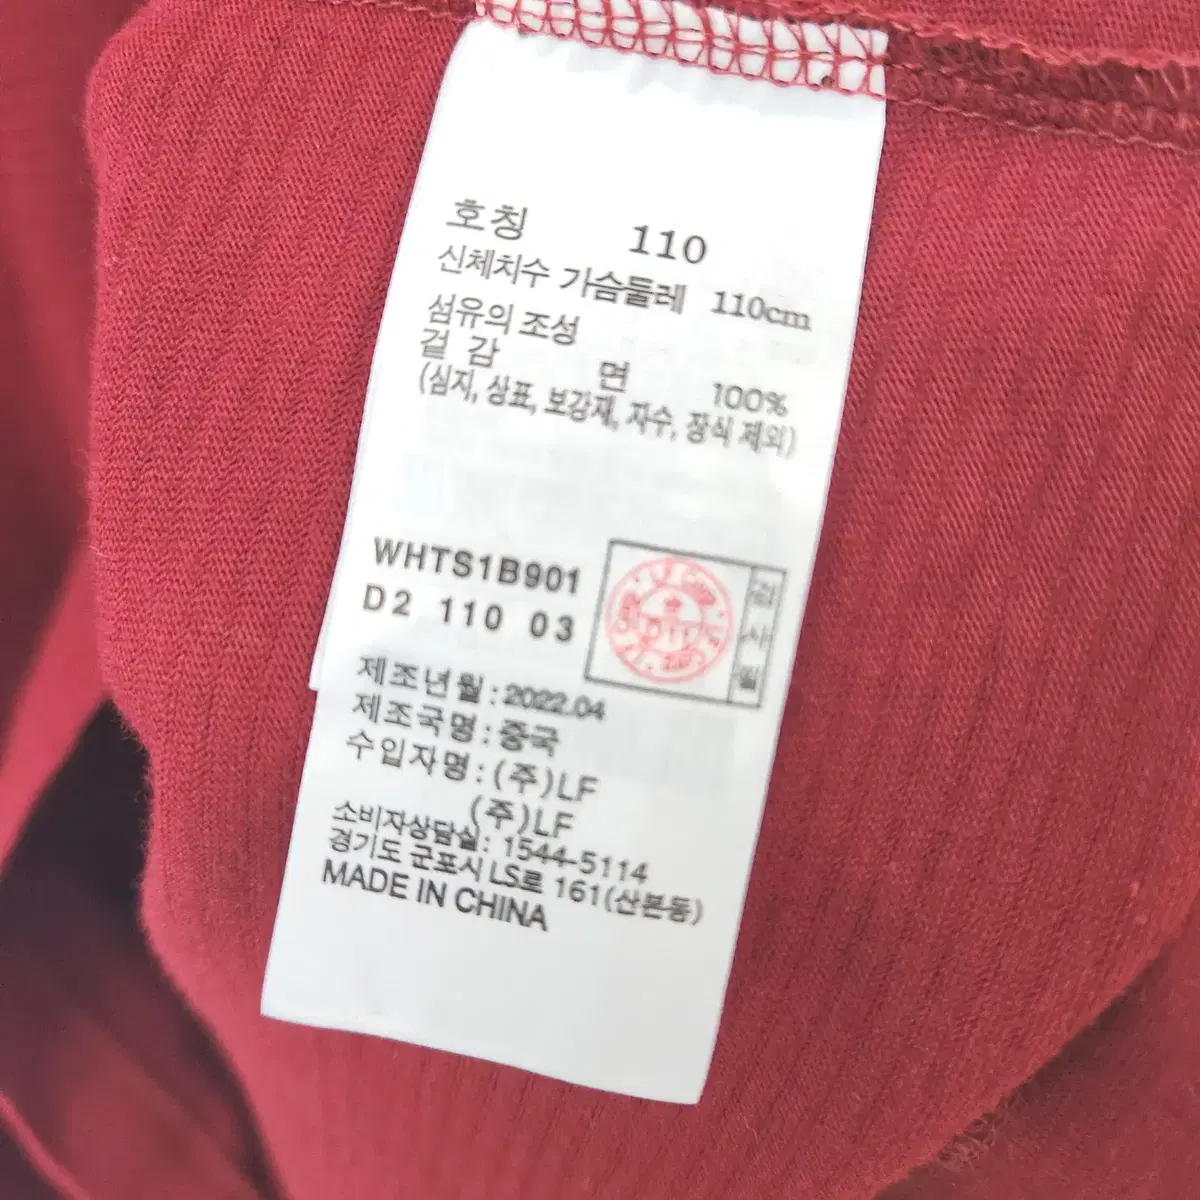 호칭 110
신체치수 가슴둘레 110cm
섬유의 조성
겉 감 면 100%
(심지, 상표, 보강재, 자수, 장식 제외)
WHTS1B901
D2 110 03
검사필
제조년월 : 2022.04
제조국명 : 중국
수입자명 : (주)LF
(주)LF
소비자상담실: 1544-5114
경기도 군포시 LS로 161(산본동)
MADE IN CHINA